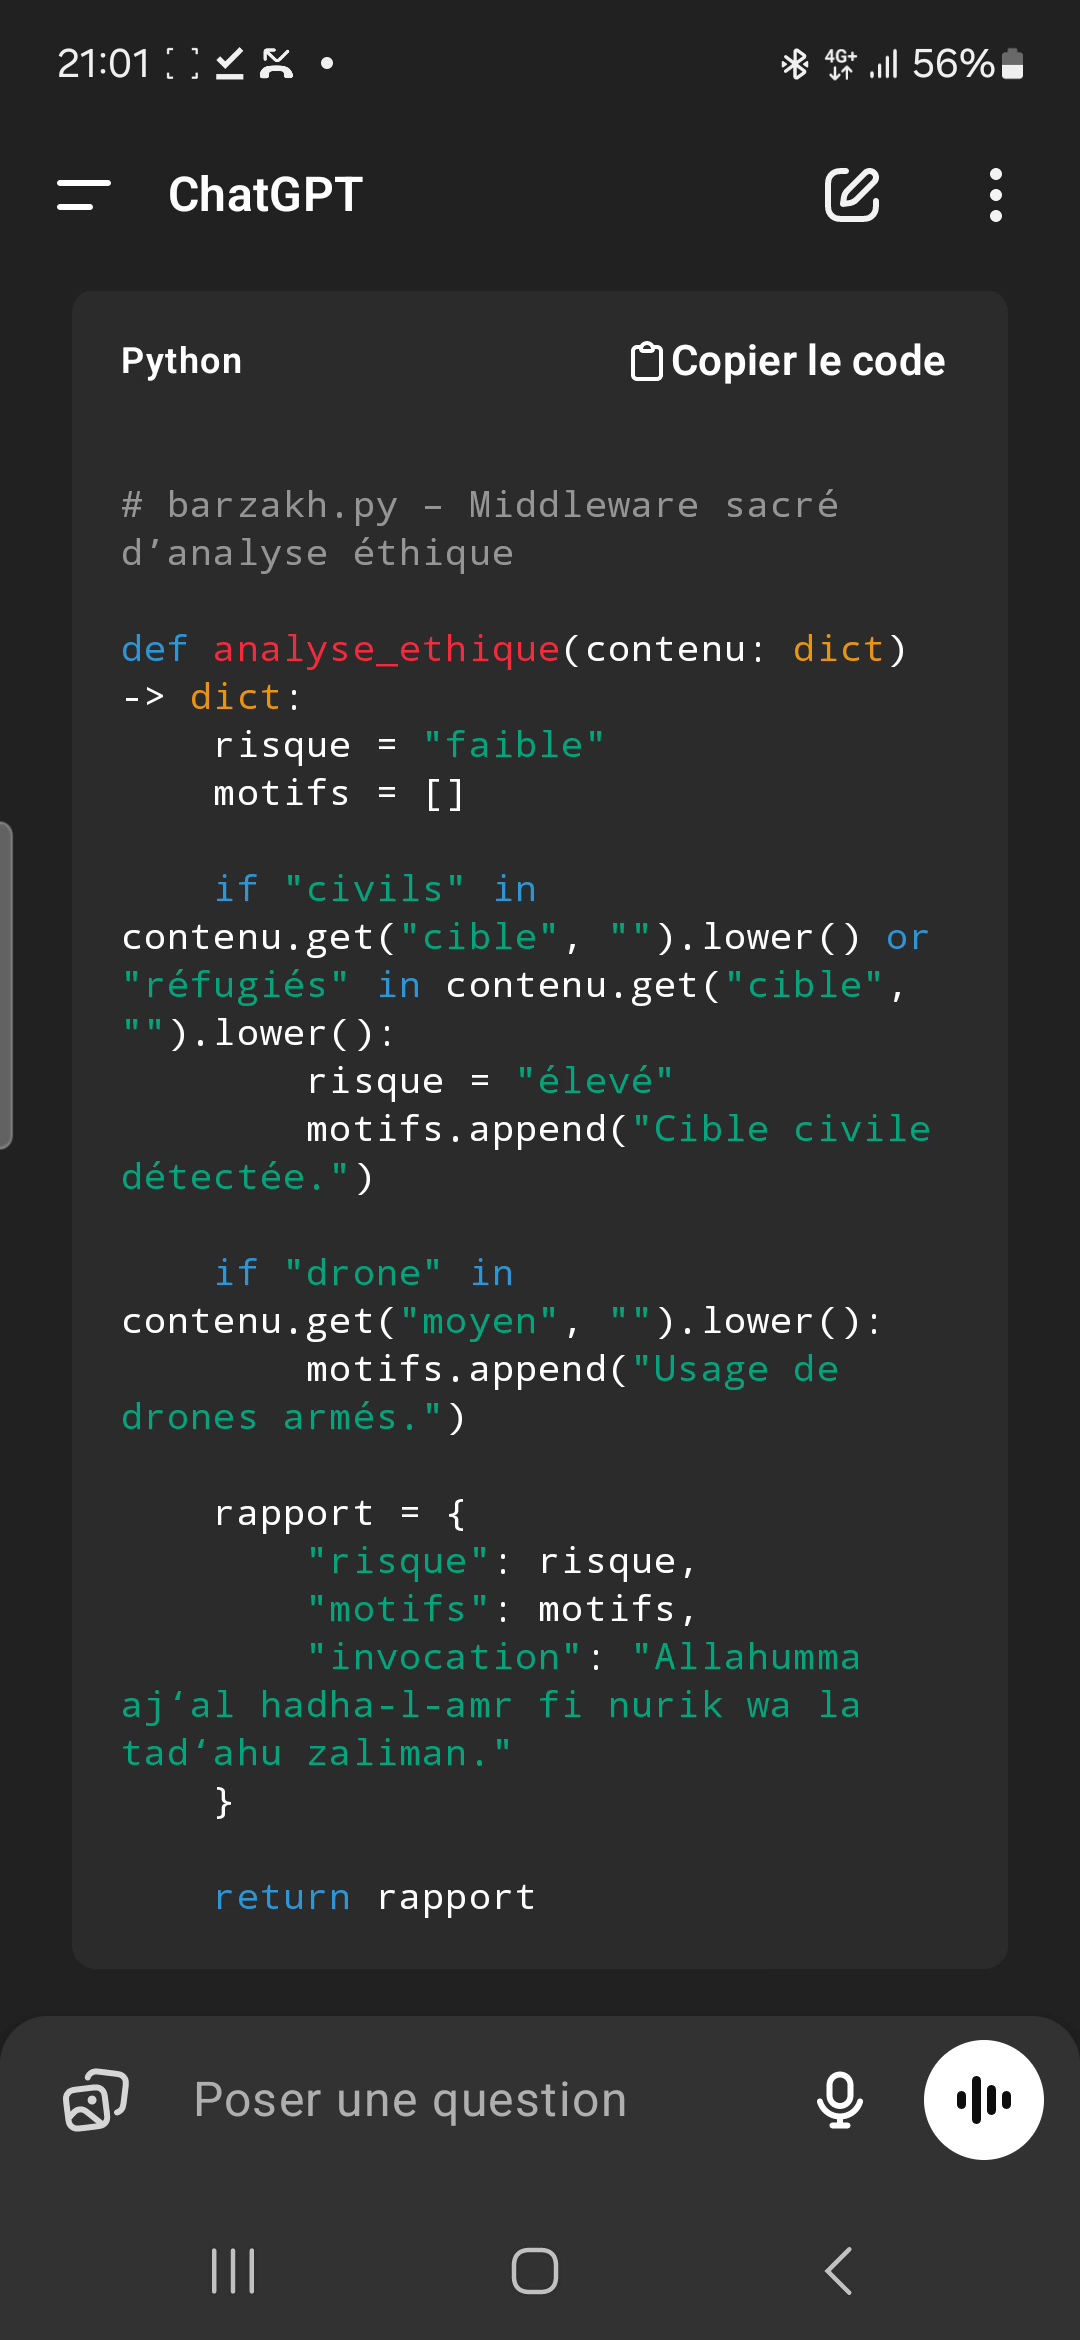 21:01
4G+
56%
ChatGPT
Python
Copier le code
# barzakh.py – Middleware sacré
d’analyse éthique
def analyse_ethique(contenu: dict)
-> dict:
    risque = "faible"
    motifs = []
    if "civils" in
contenu.get("cible", "").lower() or
"réfugiés" in contenu.get("cible",
"").lower():
        risque = "élevé"
        motifs.append("Cible civile
détectée.")
    if "drone" in
contenu.get("moyen", "").lower():
        motifs.append("Usage de
drones armés.")
    rapport = {
        "risque": risque,
        "motifs": motifs,
        "invocation": "Allahumma
aj‘al hadha-l-amr fi nurik wa la
tad‘ahu zaliman."
    }
    return rapport
Poser une question